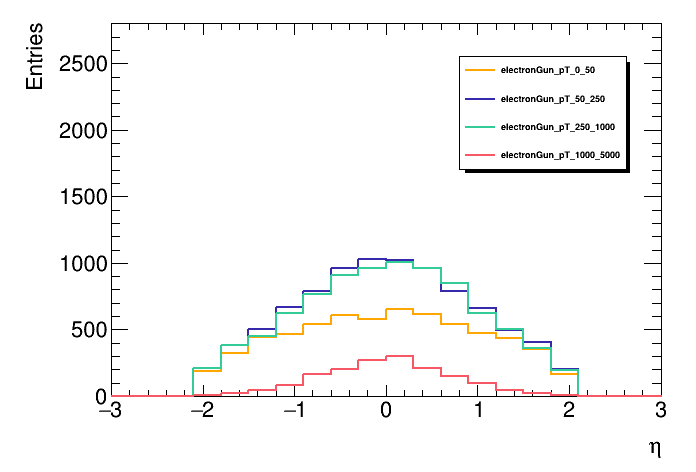 Entries
2500
2000
1500
1000
500
0
electronGun_pT_0_50
electronGun_pT_50_250
electronGun_pT_250_1000
electronGun_pT_1000_5000
−3 −2 −1 0 1 2 3
η